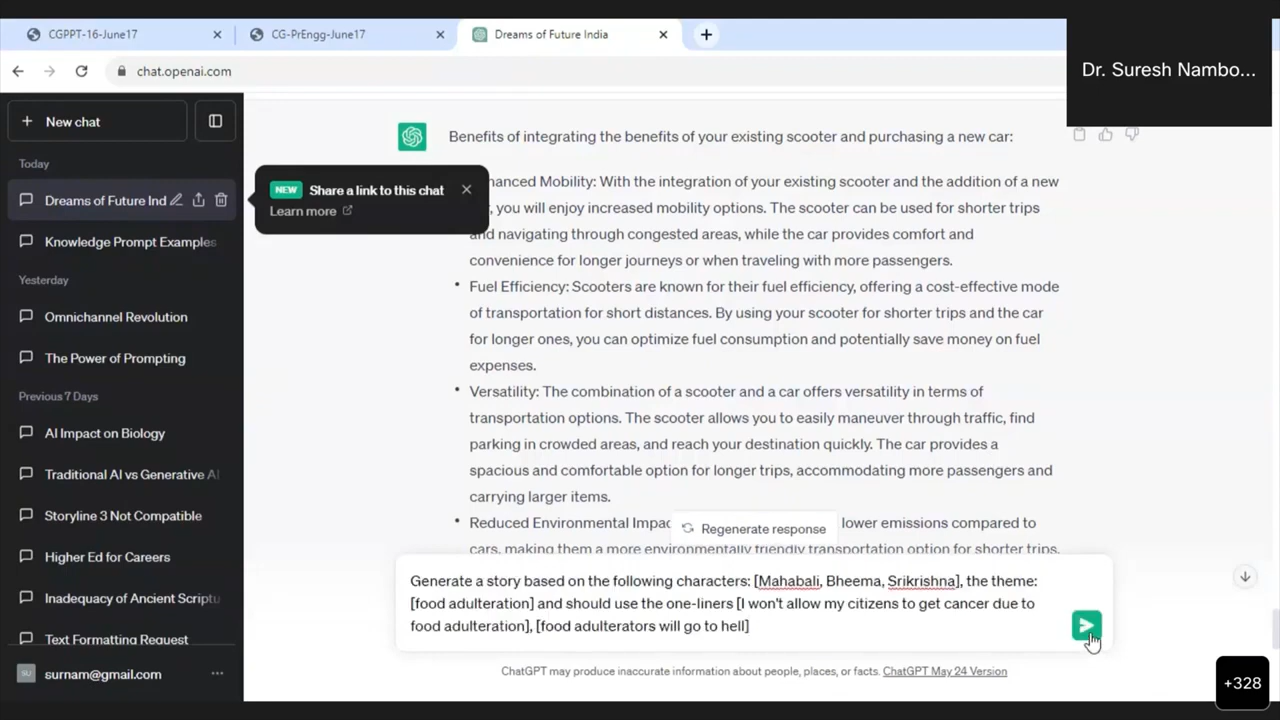 CGPPT-16-June17
CG-PrEngg-June17
Dreams of Future India
chat.openai.com
Dr. Suresh Nambo...
New chat
Today
Dreams of Future Ind
Knowledge Prompt Examples
Yesterday
Omnichannel Revolution
The Power of Prompting
Previous 7 Days
AI Impact on Biology
Traditional AI vs Generative AI
Storyline 3 Not Compatible
Higher Ed for Careers
Inadequacy of Ancient Scriptu
Text Formatting Request
surnam@gmail.com
NEW Share a link to this chat
Learn more
Benefits of integrating the benefits of your existing scooter and purchasing a new car:
hanced Mobility: With the integration of your existing scooter and the addition of a new
, you will enjoy increased mobility options. The scooter can be used for shorter trips
and navigating through congested areas, while the car provides comfort and
convenience for longer journeys or when traveling with more passengers.
• Fuel Efficiency: Scooters are known for their fuel efficiency, offering a cost-effective mode
of transportation for short distances. By using your scooter for shorter trips and the car
for longer ones, you can optimize fuel consumption and potentially save money on fuel
expenses.
• Versatility: The combination of a scooter and a car offers versatility in terms of
transportation options. The scooter allows you to easily maneuver through traffic, find
parking in crowded areas, and reach your destination quickly. The car provides a
spacious and comfortable option for longer trips, accommodating more passengers and
carrying larger items.
• Reduced Environmental Impac lower emissions compared to
cars, making them a more environmentally friendly transportation option for shorter trips.
Regenerate response
Generate a story based on the following characters: [Mahabali, Bheema, Srikrishna], the theme:
[food adulteration] and should use the one-liners [I won't allow my citizens to get cancer due to
food adulteration], [food adulterators will go to hell]
ChatGPT may produce inaccurate information about people, places, or facts. ChatGPT May 24 Version
+328